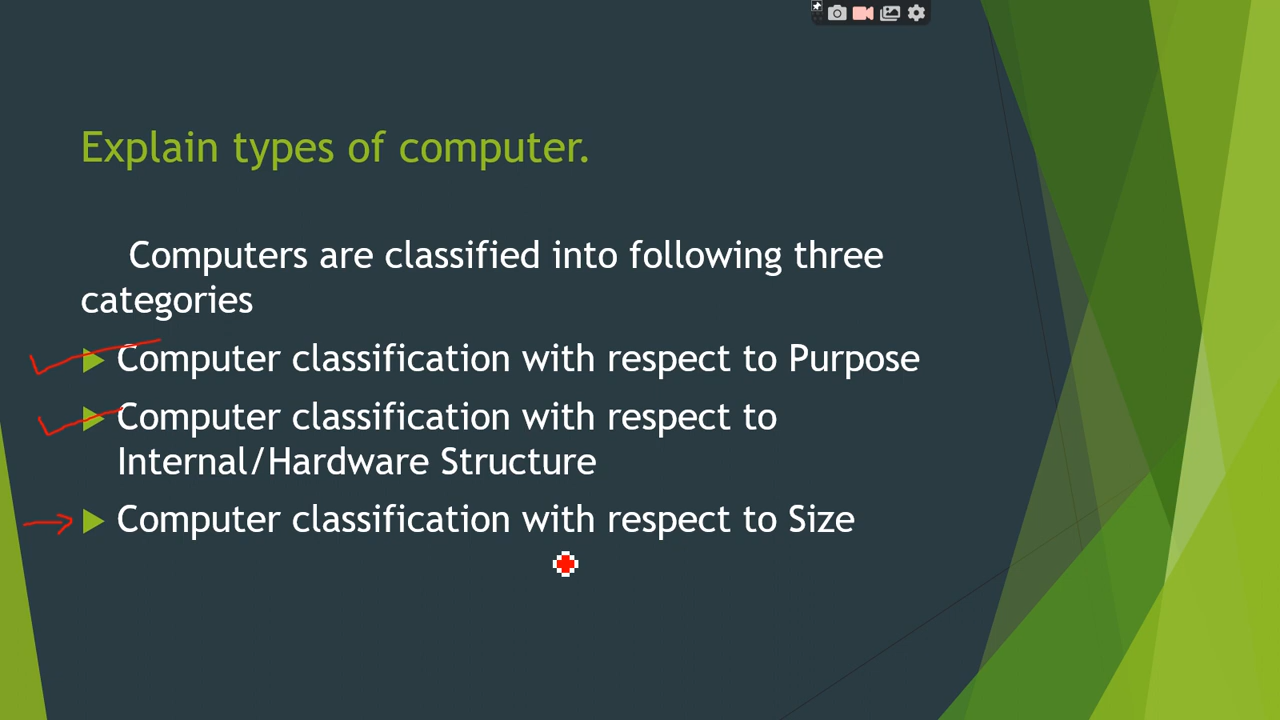 Explain types of computer.
Computers are classified into following three
categories
Computer classification with respect to Purpose
Computer classification with respect to
Internal/Hardware Structure
Computer classification with respect to Size